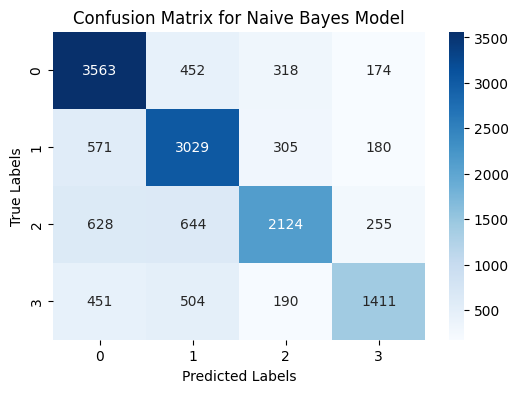 Confusion Matrix for Naive Bayes Model
True Labels
0 3563 452 318 174
1 571 3029 305 180
2 628 644 2124 255
3 451 504 190 1411
0 1 2 3
Predicted Labels
3500
3000
2500
2000
1500
1000
500